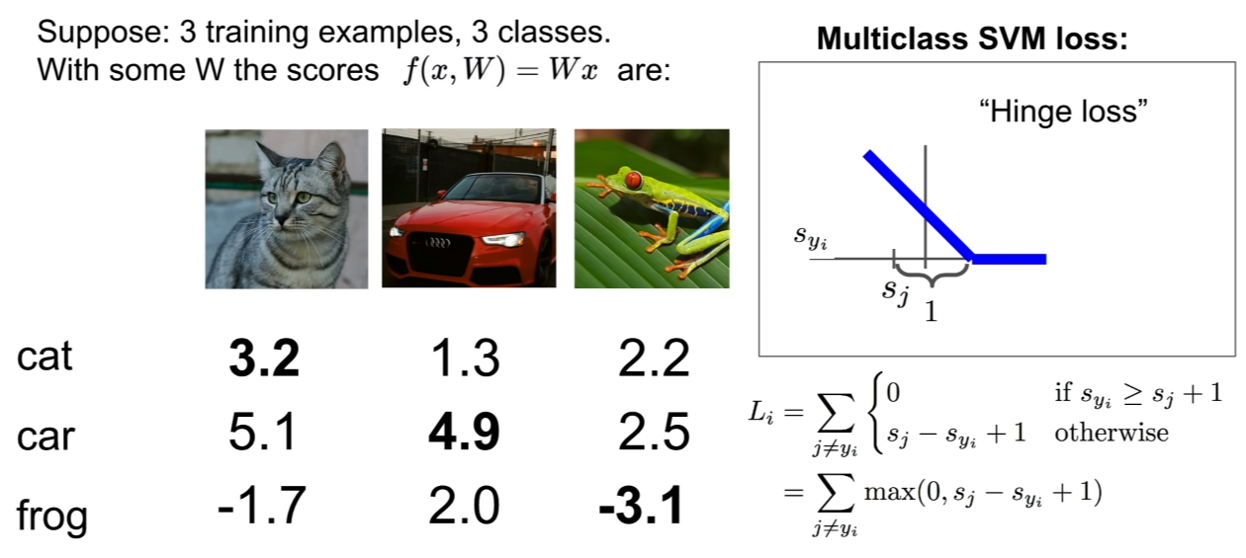 Suppose: 3 training examples, 3 classes.
With some W the scores f(x, W) = Wx are:
cat 3.2 1.3 2.2
car 5.1 4.9 2.5
frog -1.7 2.0 -3.1
Multiclass SVM loss:
“Hinge loss”
s_{y_i}
s_j
1
L_i = \sum_{j \neq y_i} \begin{cases} 0 & \text{if } s_{y_i} \geq s_j + 1 \\ s_j - s_{y_i} + 1 & \text{otherwise} \end{cases}
= \sum_{j \neq y_i} \max(0, s_j - s_{y_i} + 1)